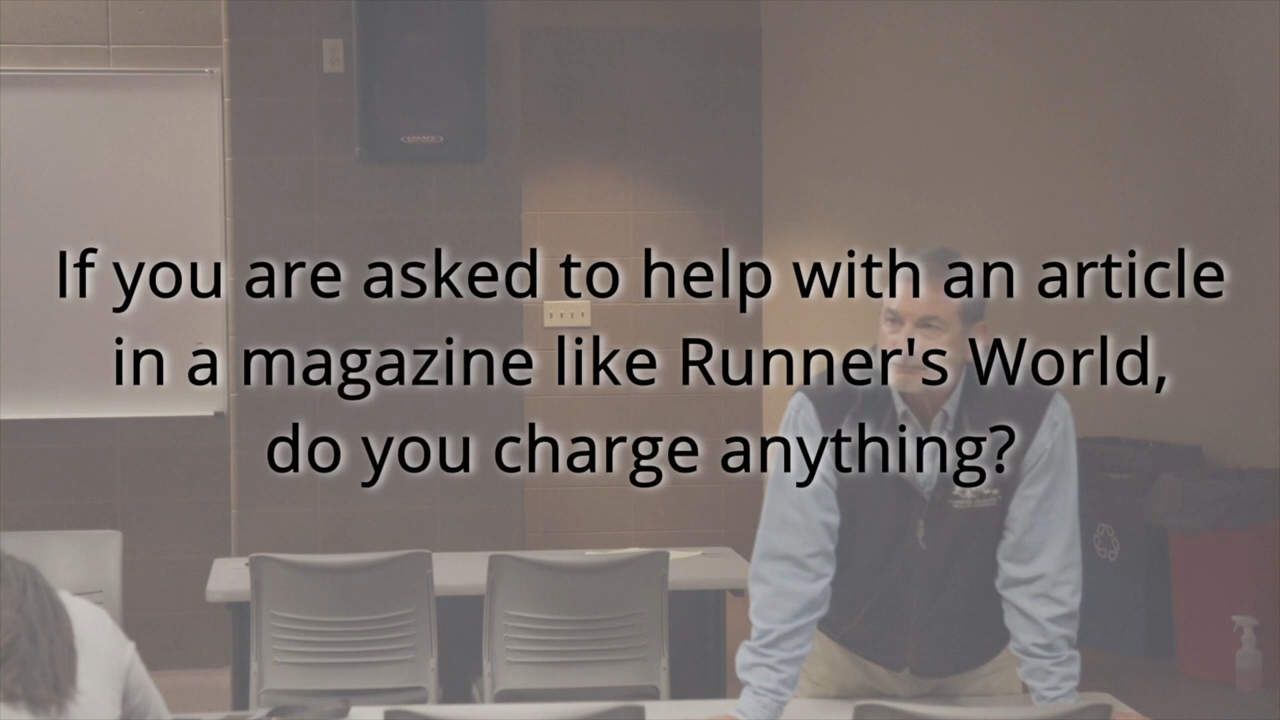 If you are asked to help with an article
in a magazine like Runner's World,
do you charge anything?